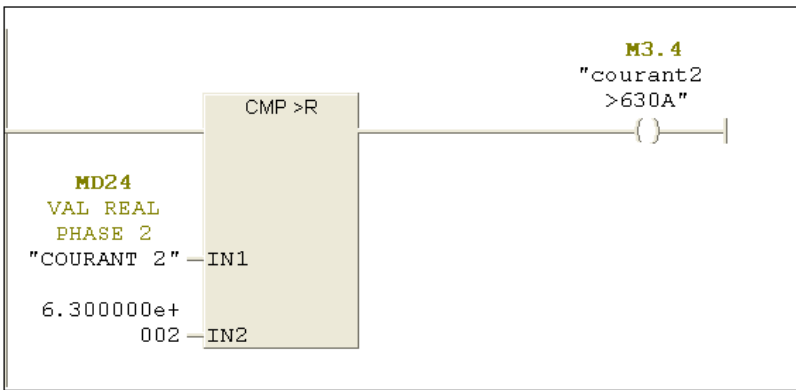 M3.4
"courant2
>630A"
CMP >R
MD24
VAL REAL
PHASE 2
"COURANT 2"
IN1
6.300000e+
002
IN2